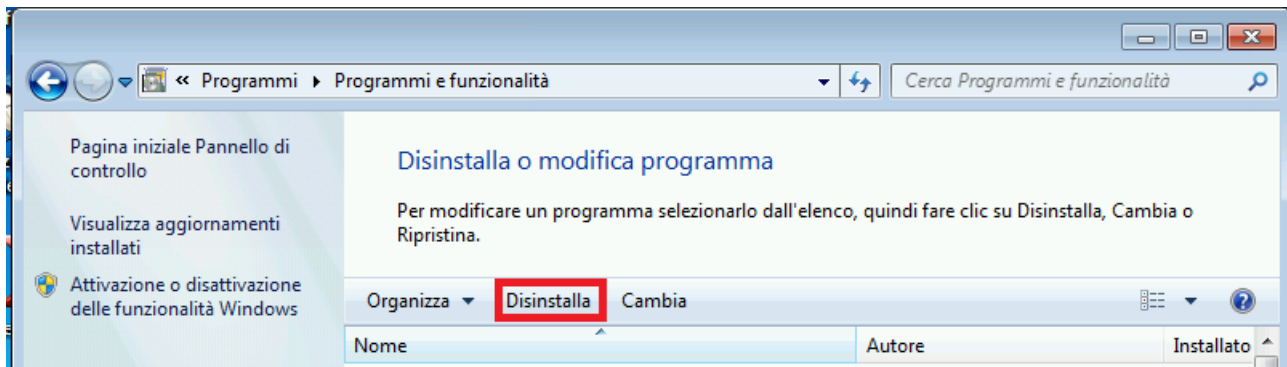 « Programmi ▸ Programmi e funzionalità
Cerca Programmi e funzionalità
Pagina iniziale Pannello di
controllo
Visualizza aggiornamenti
installati
Attivazione o disattivazione
delle funzionalità Windows
Disinstalla o modifica programma
Per modificare un programma selezionarlo dall'elenco, quindi fare clic su Disinstalla, Cambia o
Ripristina.
Organizza Disinstalla Cambia
Nome Autore Installato